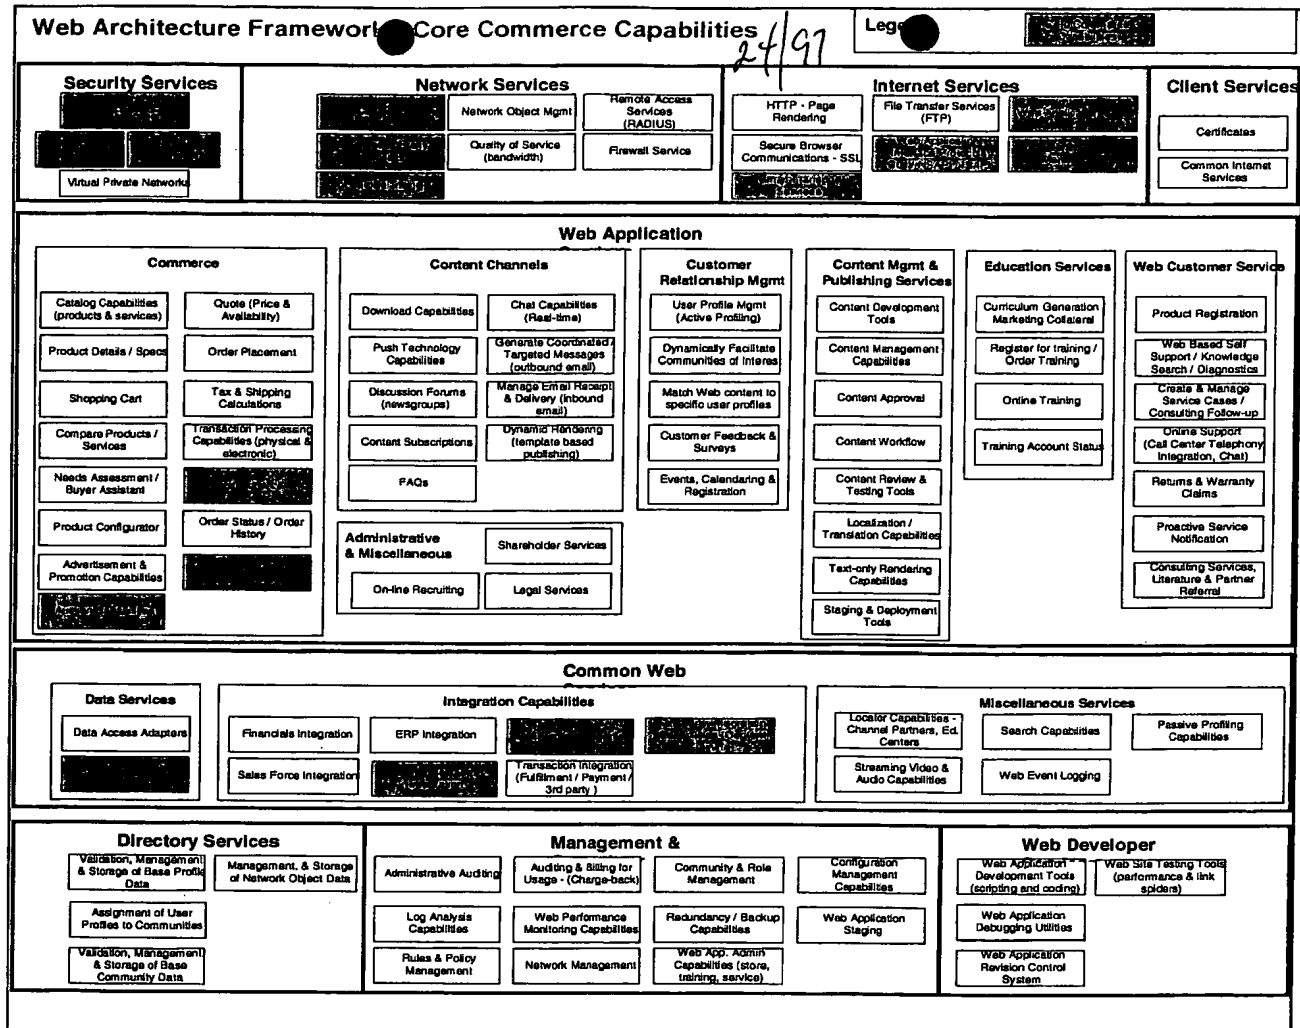 Web Architecture Framework Core Commerce Capabilities
24/97
Lege
Security Services
Virtual Private Networks
Network Services
Network Object Mgmt
Remote Access
Services
(RADIUS)
Quality of Service
(bandwidth)
Firewall Service
Internet Services
HTTP - Page
Rendering
File Transfer Services
(FTP)
Secure Browser
Communications - SSL
Client Services
Certificates
Common Internet
Services
Web Application
Commerce
Catalog Capabilities
(products & services)
Quote (Price &
Availability)
Product Details / Specs
Order Placement
Shopping Cart
Tax & Shipping
Calculations
Compare Products /
Services
Transaction Processing
Capabilities (physical &
electronic)
Needs Assessment /
Buyer Assistant
Product Configurator
Order Status / Order
History
Advertisement &
Promotion Capabilities
Content Channels
Download Capabilities
Chat Capabilities
(Real-time)
Push Technology
Capabilities
Generate Coordinated /
Targeted Messages
(outbound email)
Discussion Forums
(newsgroups)
Manage Email Receipt
& Delivery (inbound
email)
Content Subscriptions
Dynamic Rendering
(template based
publishing)
FAQs
Administrative
& Miscellaneous
Shareholder Services
On-line Recruiting
Legal Services
Customer
Relationship Mgmt
User Profile Mgmt
(Active Profiling)
Dynamically Facilitate
Communities of Interes
Match Web content to
specific user profiles
Customer Feedback &
Surveys
Events, Calendaring &
Registration
Content Mgmt &
Publishing Services
Content Development
Tools
Content Management
Capabilities
Content Approval
Content Workflow
Content Review &
Testing Tools
Localization /
Translation Capabilities
Text-only Rendering
Capabilities
Staging & Deployment
Tools
Education Services
Curriculum Generation
Marketing Collateral
Register for training /
Order Training
Online Training
Training Account Status
Web Customer Service
Product Registration
Web Based Self
Support / Knowledge
Search / Diagnostics
Create & Manage
Service Cases /
Consulting Follow-up
Online Support
(Call Center Telephony
Integration, Chat)
Returns & Warranty
Claims
Proactive Service
Notification
Consulting Services,
Literature & Partner
Referral
Common Web
Data Services
Data Access Adapters
Integration Capabilities
Financials Integration
ERP Integration
Sales Force Integration
Transaction Integration
(Fulfillment / Payment /
3rd party )
Miscellaneous Services
Locator Capabilities -
Channel Partners, Ed.
Centers
Search Capabilities
Passive Profiling
Capabilities
Streaming Video &
Audio Capabilities
Web Event Logging
Directory Services
Validation, Management
& Storage of Base Profile
Data
Management, & Storage
of Network Object Data
Assignment of User
Profiles to Communities
Validation, Management
& Storage of Base
Community Data
Management &
Administrative Auditing
Auditing & Billing for
Usage - (Charge-back)
Community & Role
Management
Configuration
Management
Capabilities
Log Analysis
Capabilities
Web Performance
Monitoring Capabilities
Redundancy / Backup
Capabilities
Web Application
Staging
Rules & Policy
Management
Network Management
Web App. Admin
Capabilities (store,
training, service)
Web Developer
Web Application
Development Tools
(scripting and coding)
Web Site Testing Tools
(performance & link
spiders)
Web Application
Debugging Utilities
Web Application
Revision Control
System